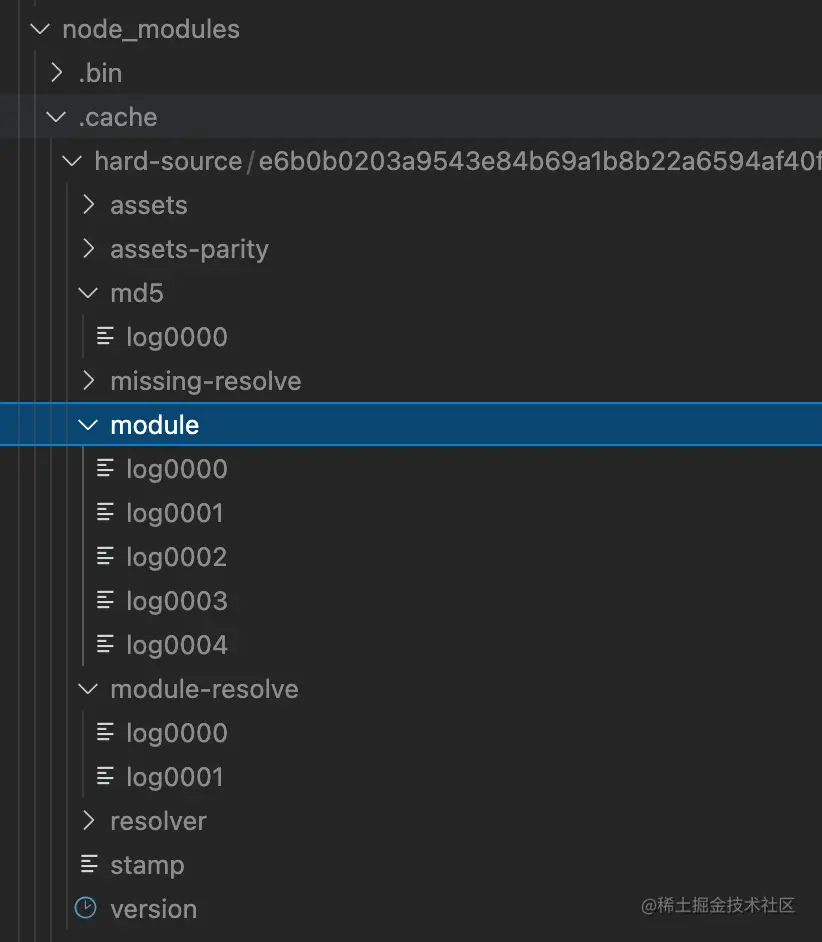 node_modules
.bin
.cache
hard-source/e6b0b0203a9543e84b69a1b8b22a6594af40f
assets
assets-parity
md5
log0000
missing-resolve
module
log0000
log0001
log0002
log0003
log0004
module-resolve
log0000
log0001
resolver
stamp
version
@稀土掘金技术社区